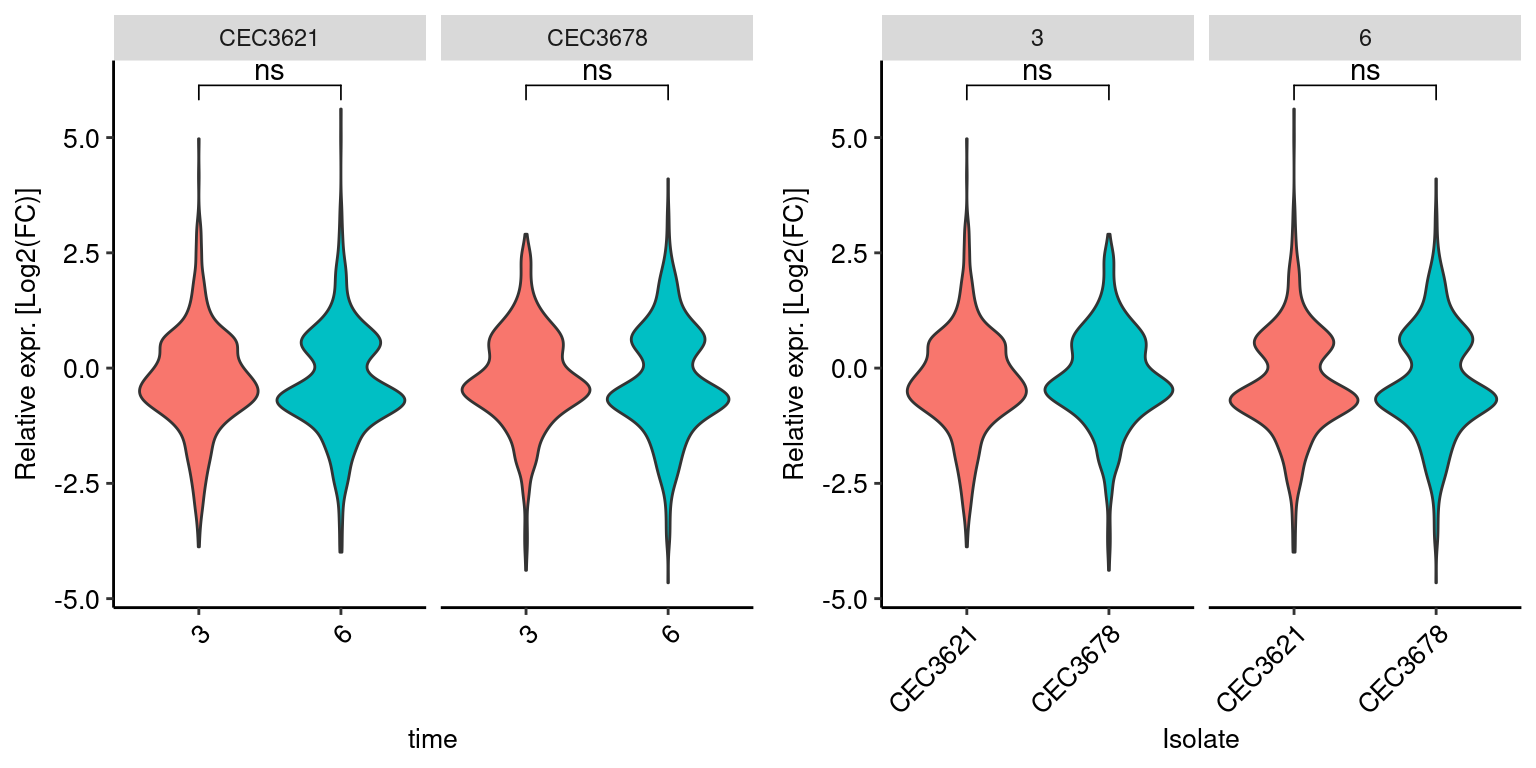 CEC3621 CEC3678
ns ns
Relative expr. [Log2(FC)]
5.0
2.5
0.0
-2.5
-5.0
3 6 3 6
time
3 6
ns ns
Relative expr. [Log2(FC)]
5.0
2.5
0.0
-2.5
-5.0
CEC3621 CEC3678 CEC3621 CEC3678
Isolate